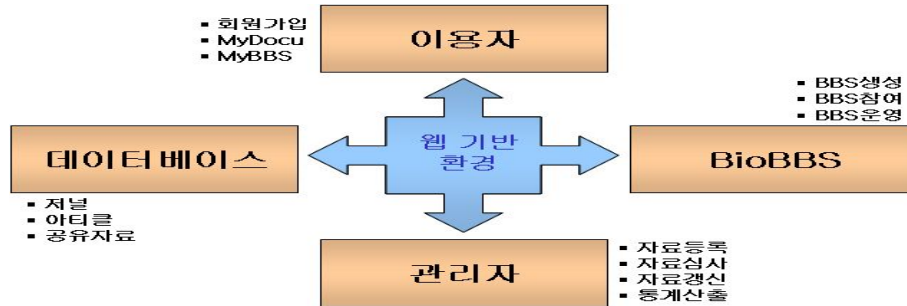 ▪ 회원가입
▪ MyDocu
▪ MyBBS
이용자
▪ BBS생성
▪ BBS참여
▪ BBS운영
데이터베이스
웹 기반
환경
BioBBS
▪ 저널
▪ 아티클
▪ 공유자료
관리자
▪ 자료등록
▪ 자료심사
▪ 자료갱신
▪ 통계산출